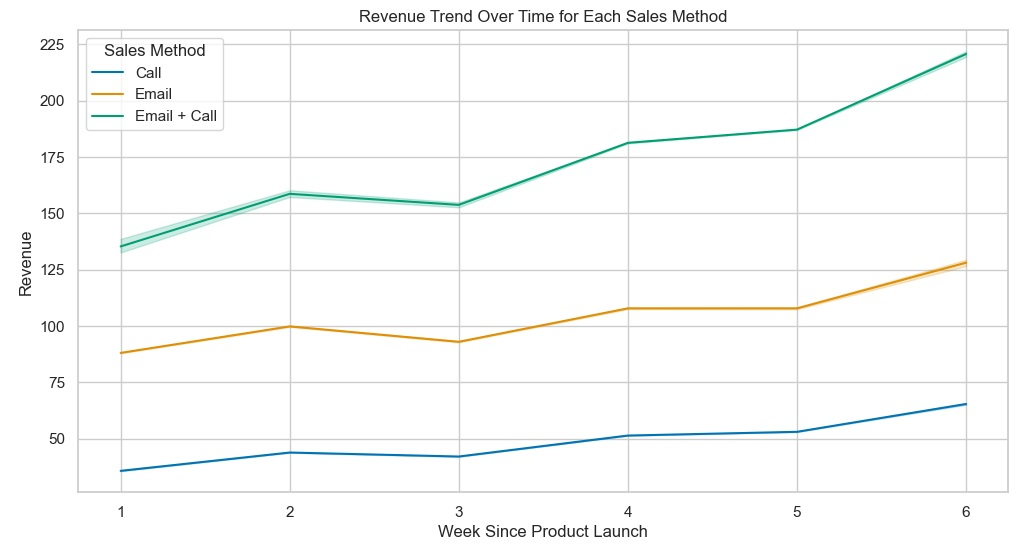 Revenue Trend Over Time for Each Sales Method
Sales Method
Call
Email
Email + Call
225
200
175
150
125
100
75
50
Revenue
1 2 3 4 5 6
Week Since Product Launch